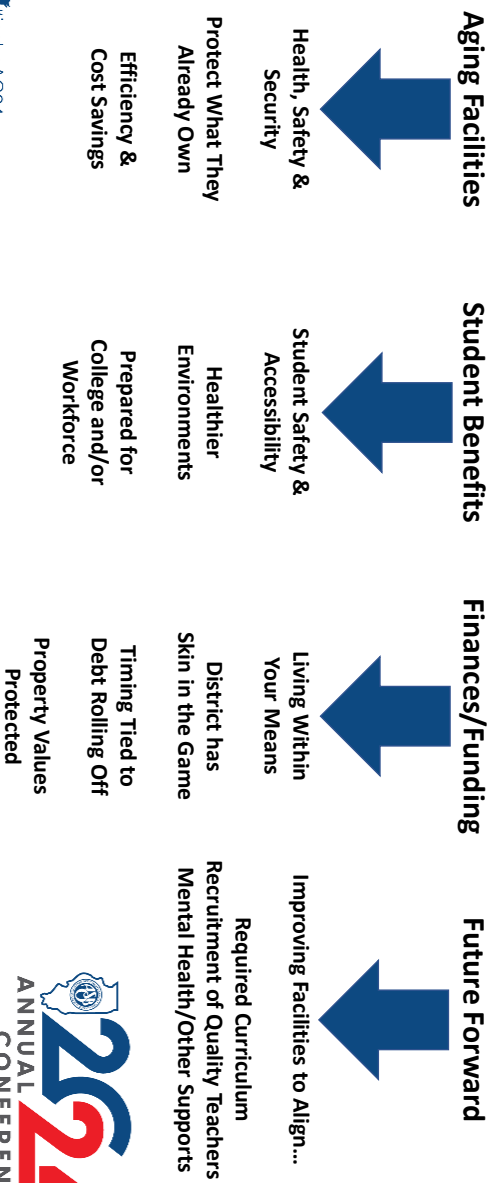 Aging Facilities
Health, Safety &
Security
Protect What They
Already Own
Efficiency &
Cost Savings
Student Benefits
Student Safety &
Accessibility
Healthier
Environments
Prepared for
College and/or
Workforce
Finances/Funding
Living Within
Your Means
District has
Skin in the Game
Timing Tied to
Debt Rolling Off
Property Values
Protected
Future Forward
Improving Facilities to Align...
Required Curriculum
Recruitment of Quality Teachers
Mental Health/Other Supports
ANNUAL